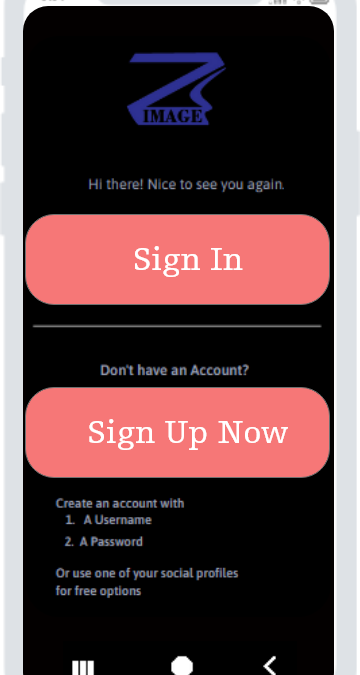 IMAGE
Hi there! Nice to see you again.
Sign In
Don't have an Account?
Sign Up Now
Create an account with
1. A Username
2. A Password
Or use one of your social profiles
for free options